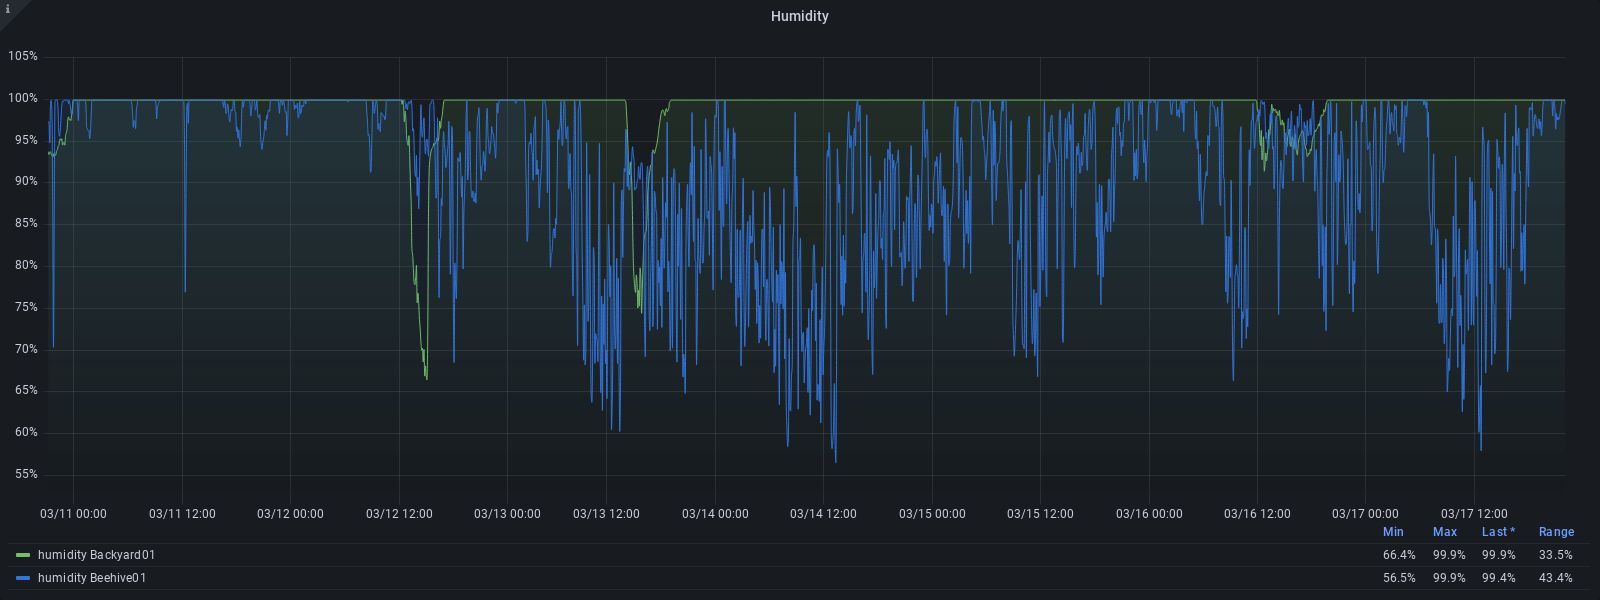 i
Humidity
105%
100%
95%
90%
85%
80%
75%
70%
65%
60%
55%
03/11 00:00 03/11 12:00 03/12 00:00 03/12 12:00 03/13 00:00 03/13 12:00 03/14 00:00 03/14 12:00 03/15 00:00 03/15 12:00 03/16 00:00 03/16 12:00 03/17 00:00 03/17 12:00
Min Max Last * Range
humidity Backyard01 66.4% 99.9% 99.9% 33.5%
humidity Beehive01 56.5% 99.9% 99.4% 43.4%